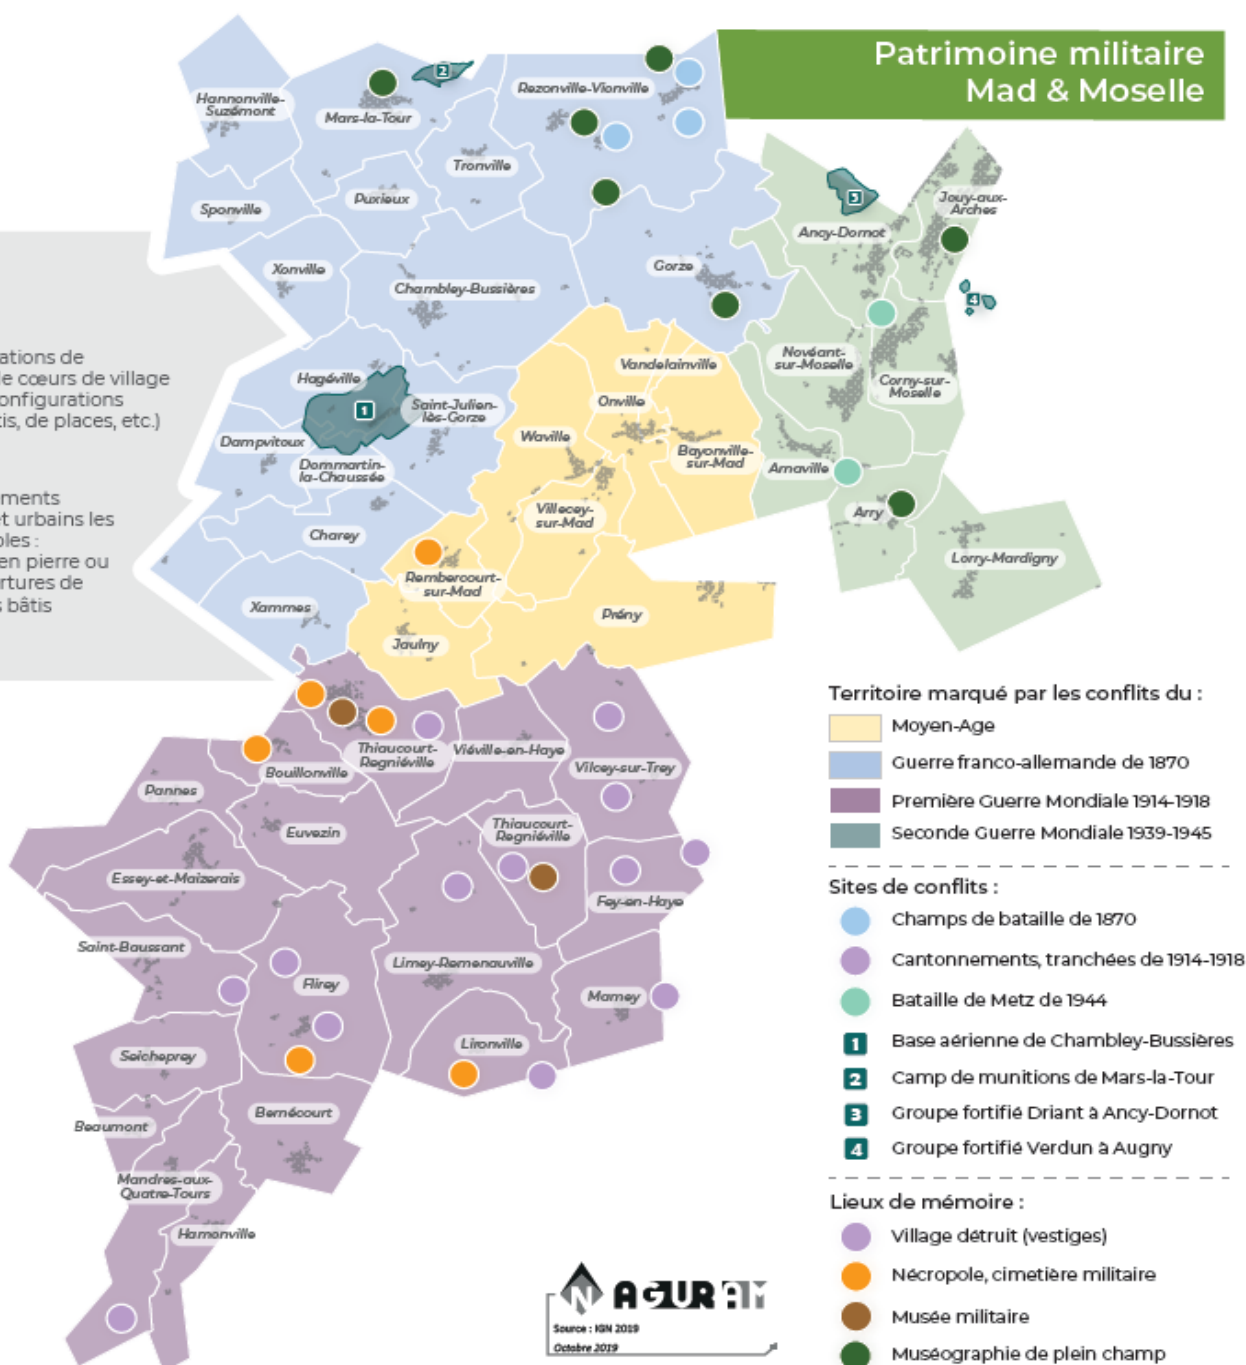 Patrimoine militaire
Mad & Moselle
Hannonville-
Suzémont
Mars-la-Tour
2
Rezonville-Vionville
Tronville
Puxieux
Sponville
Xonville
Chambley-Bussières
Gorze
3
Ancy-Dornot
Jouy-aux-
Arches
4
Novéant-
sur-Moselle
Corny-sur-
Moselle
Arnaville
Arry
Lorry-Mardigny
ations de
le cœurs de village
onfigurations
tis, de places, etc.)
ements
et urbains les
bles :
en pierre ou
rtures de
s bâtis
Hagéville
1
Saint-Julien-
lès-Gorze
Dampvitoux
Dommartin-
la-Chaussée
Charey
Xammes
Vandelainville
Onville
Waville
Bayonville-
sur-Mad
Villecey-
sur-Mad
Rembercourt-
sur-Mad
Prény
Jaulny
Thiaucourt-
Regniéville
Viéville-en-Haye
Vilcey-sur-Trey
Bouillonville
Pannes
Euvezin
Thiaucourt-
Regniéville
Essey-et-Maizerais
Fey-en-Haye
Saint-Baussant
Flirey
Limey-Remenauville
Mamey
Seicheprey
Lironville
Beaumont
Bernécourt
Mandres-aux-
Quatre-Tours
Hamonville
Territoire marqué par les conflits du :
Moyen-Age
Guerre franco-allemande de 1870
Première Guerre Mondiale 1914-1918
Seconde Guerre Mondiale 1939-1945
Sites de conflits :
Champs de bataille de 1870
Cantonnements, tranchées de 1914-1918
Bataille de Metz de 1944
1 Base aérienne de Chambley-Bussières
2 Camp de munitions de Mars-la-Tour
3 Groupe fortifié Driant à Ancy-Dornot
4 Groupe fortifié Verdun à Augny
Lieux de mémoire :
Village détruit (vestiges)
Nécropole, cimetière militaire
Musée militaire
Muséographie de plein champ
N AGURAM
Source : IGN 2019
Octobre 2019